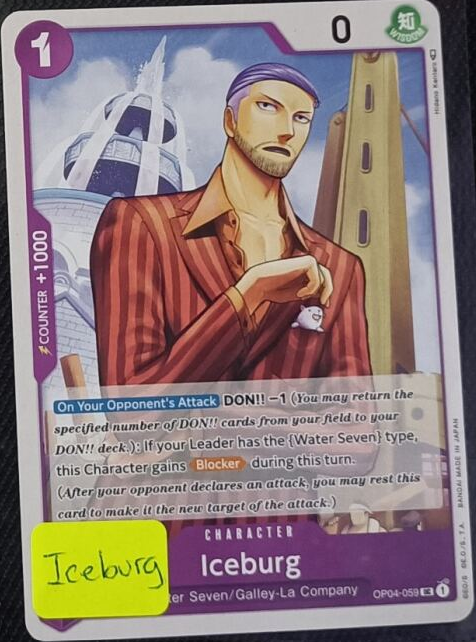 1
0
知
WISDOM
COUNTER +1000
On Your Opponent's Attack DON!! −1 (You may return the
specified number of DON!! cards from your field to your
DON!! deck.): If your Leader has the {Water Seven} type,
this Character gains Blocker during this turn.
(After your opponent declares an attack, you may rest this
card to make it the new target of the attack.)
CHARACTER
Iceburg
Iceburg
ter Seven/Galley-La Company
OP04-059 UC 1
BANDAI MADE IN JAPAN